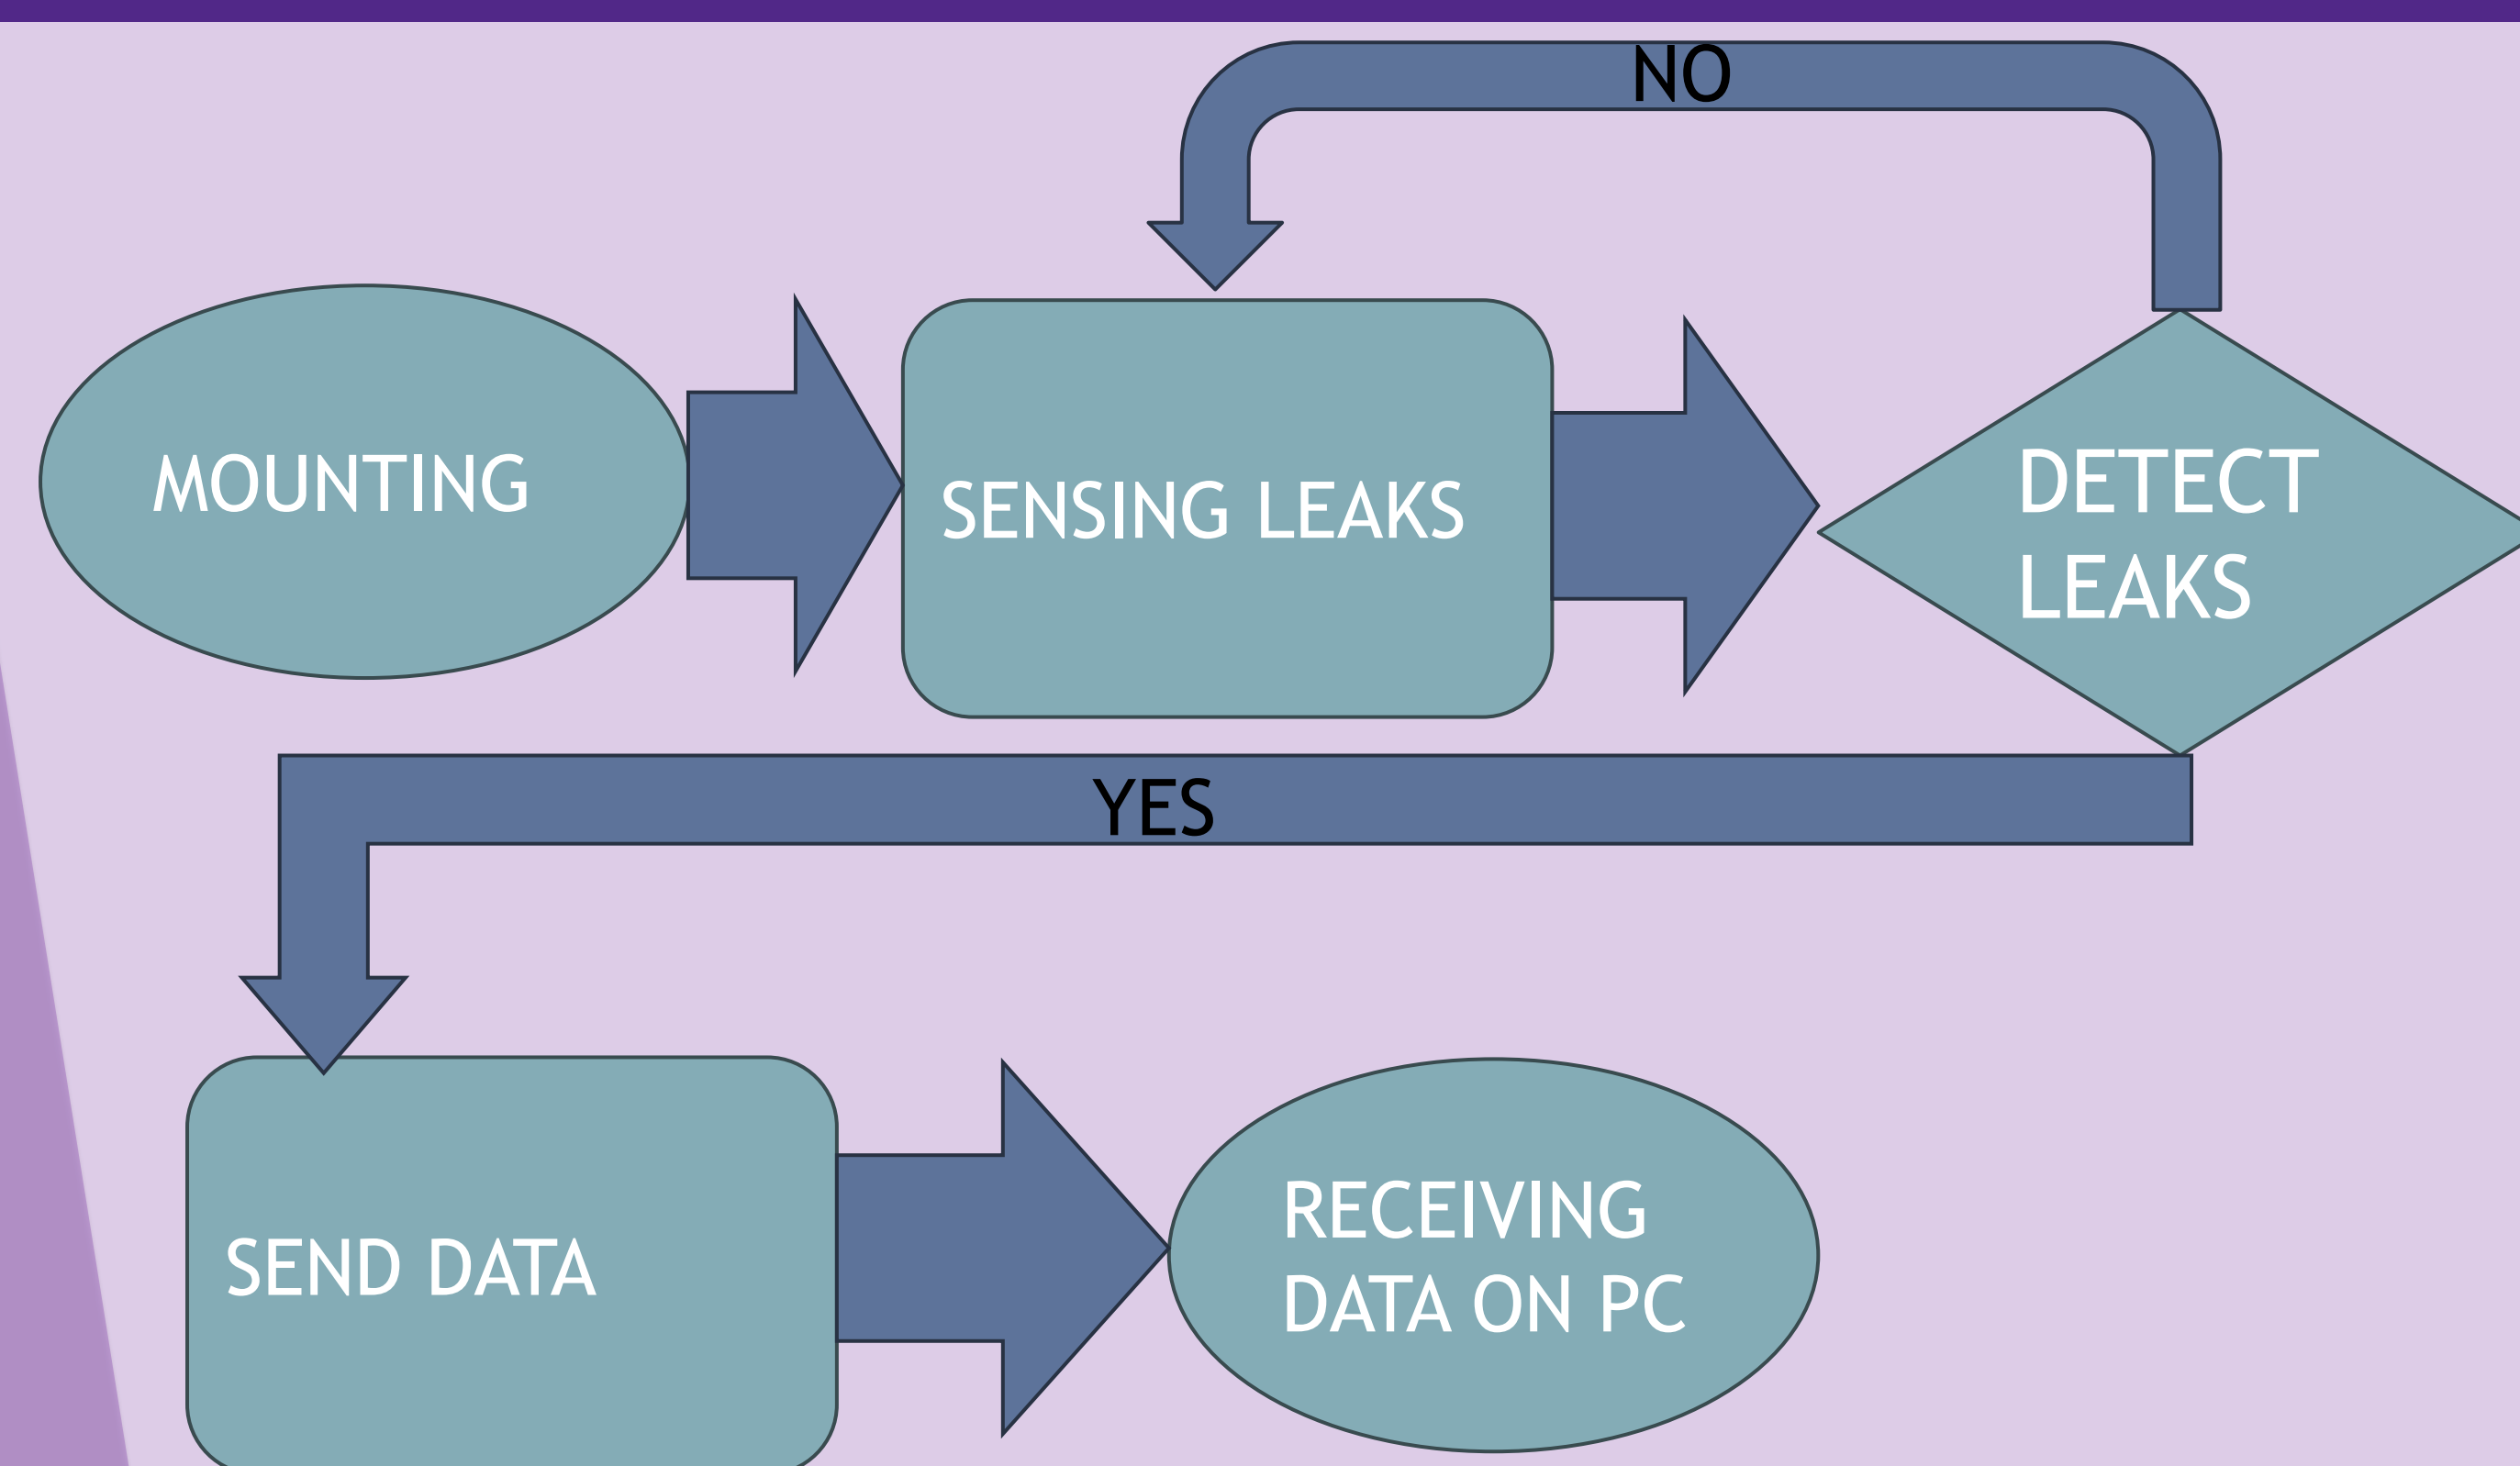 NO
MOUNTING
SENSING LEAKS
DETECT
LEAKS
YES
SEND DATA
RECEIVING
DATA ON PC